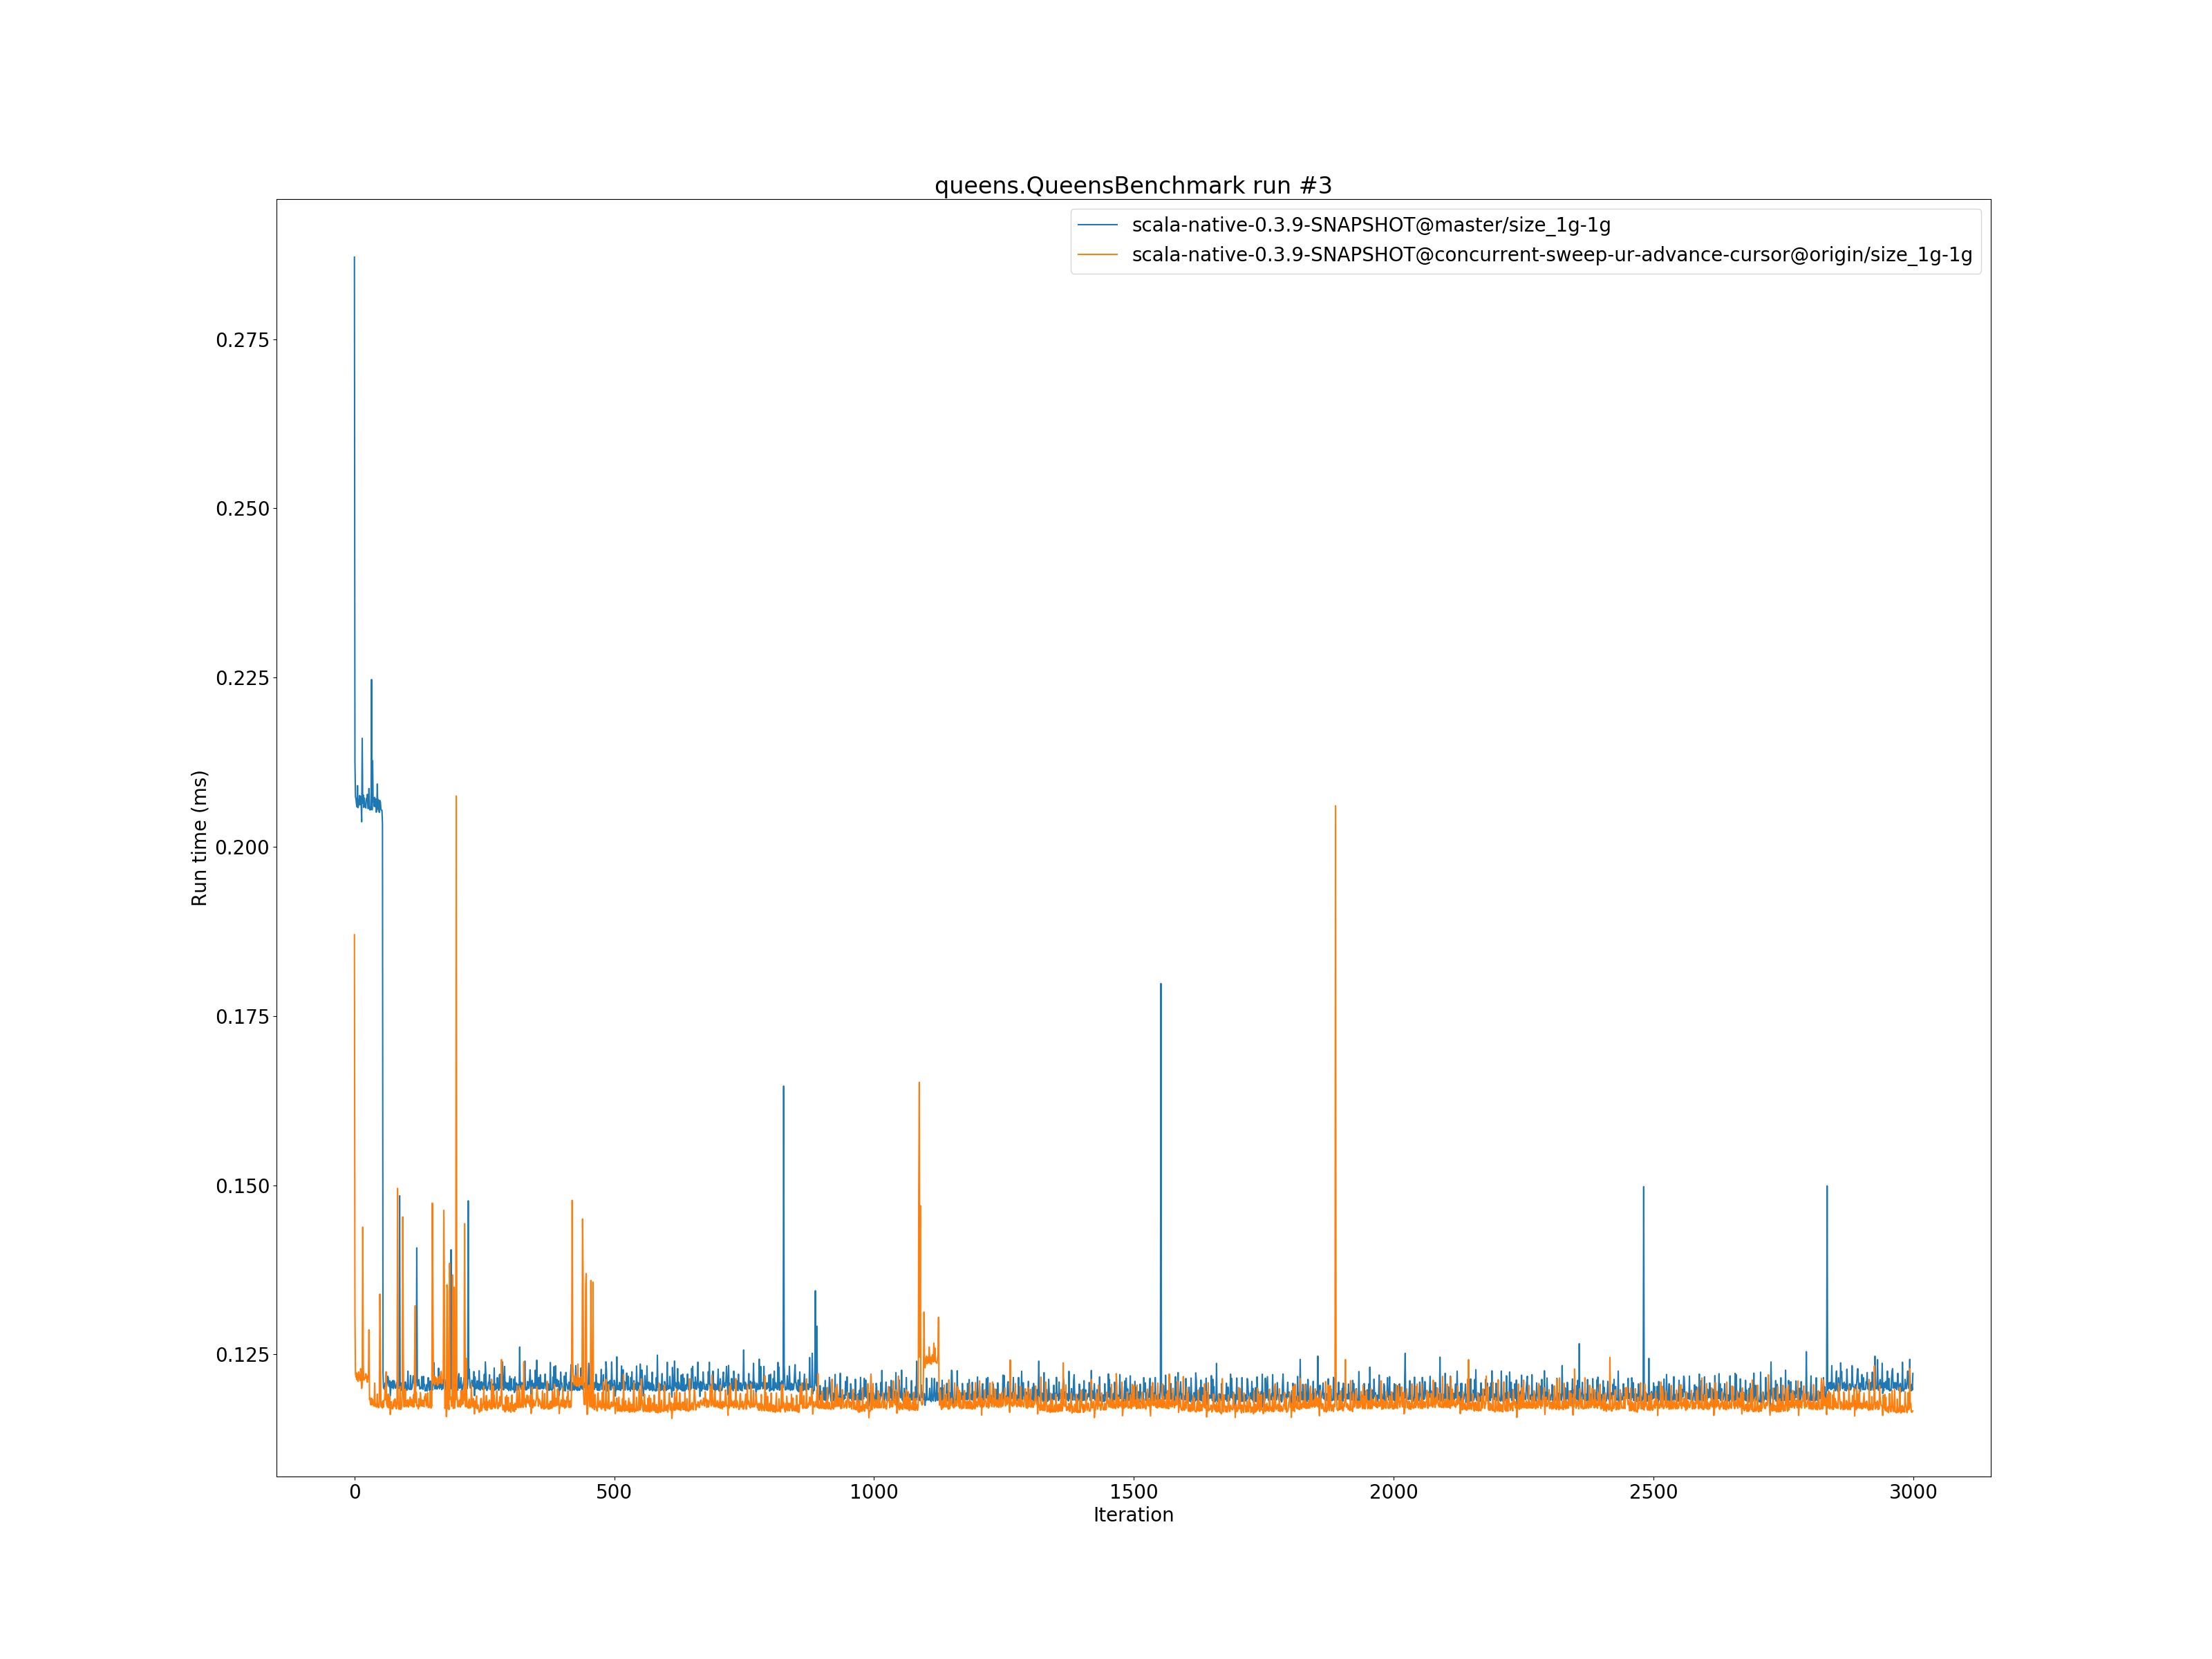 queens.QueensBenchmark run #3
scala-native-0.3.9-SNAPSHOT@master/size_1g-1g
scala-native-0.3.9-SNAPSHOT@concurrent-sweep-ur-advance-cursor@origin/size_1g-1g
0.275
0.250
0.225
0.200
0.175
0.150
0.125
Run time (ms)
0 500 1000 1500 2000 2500 3000
Iteration